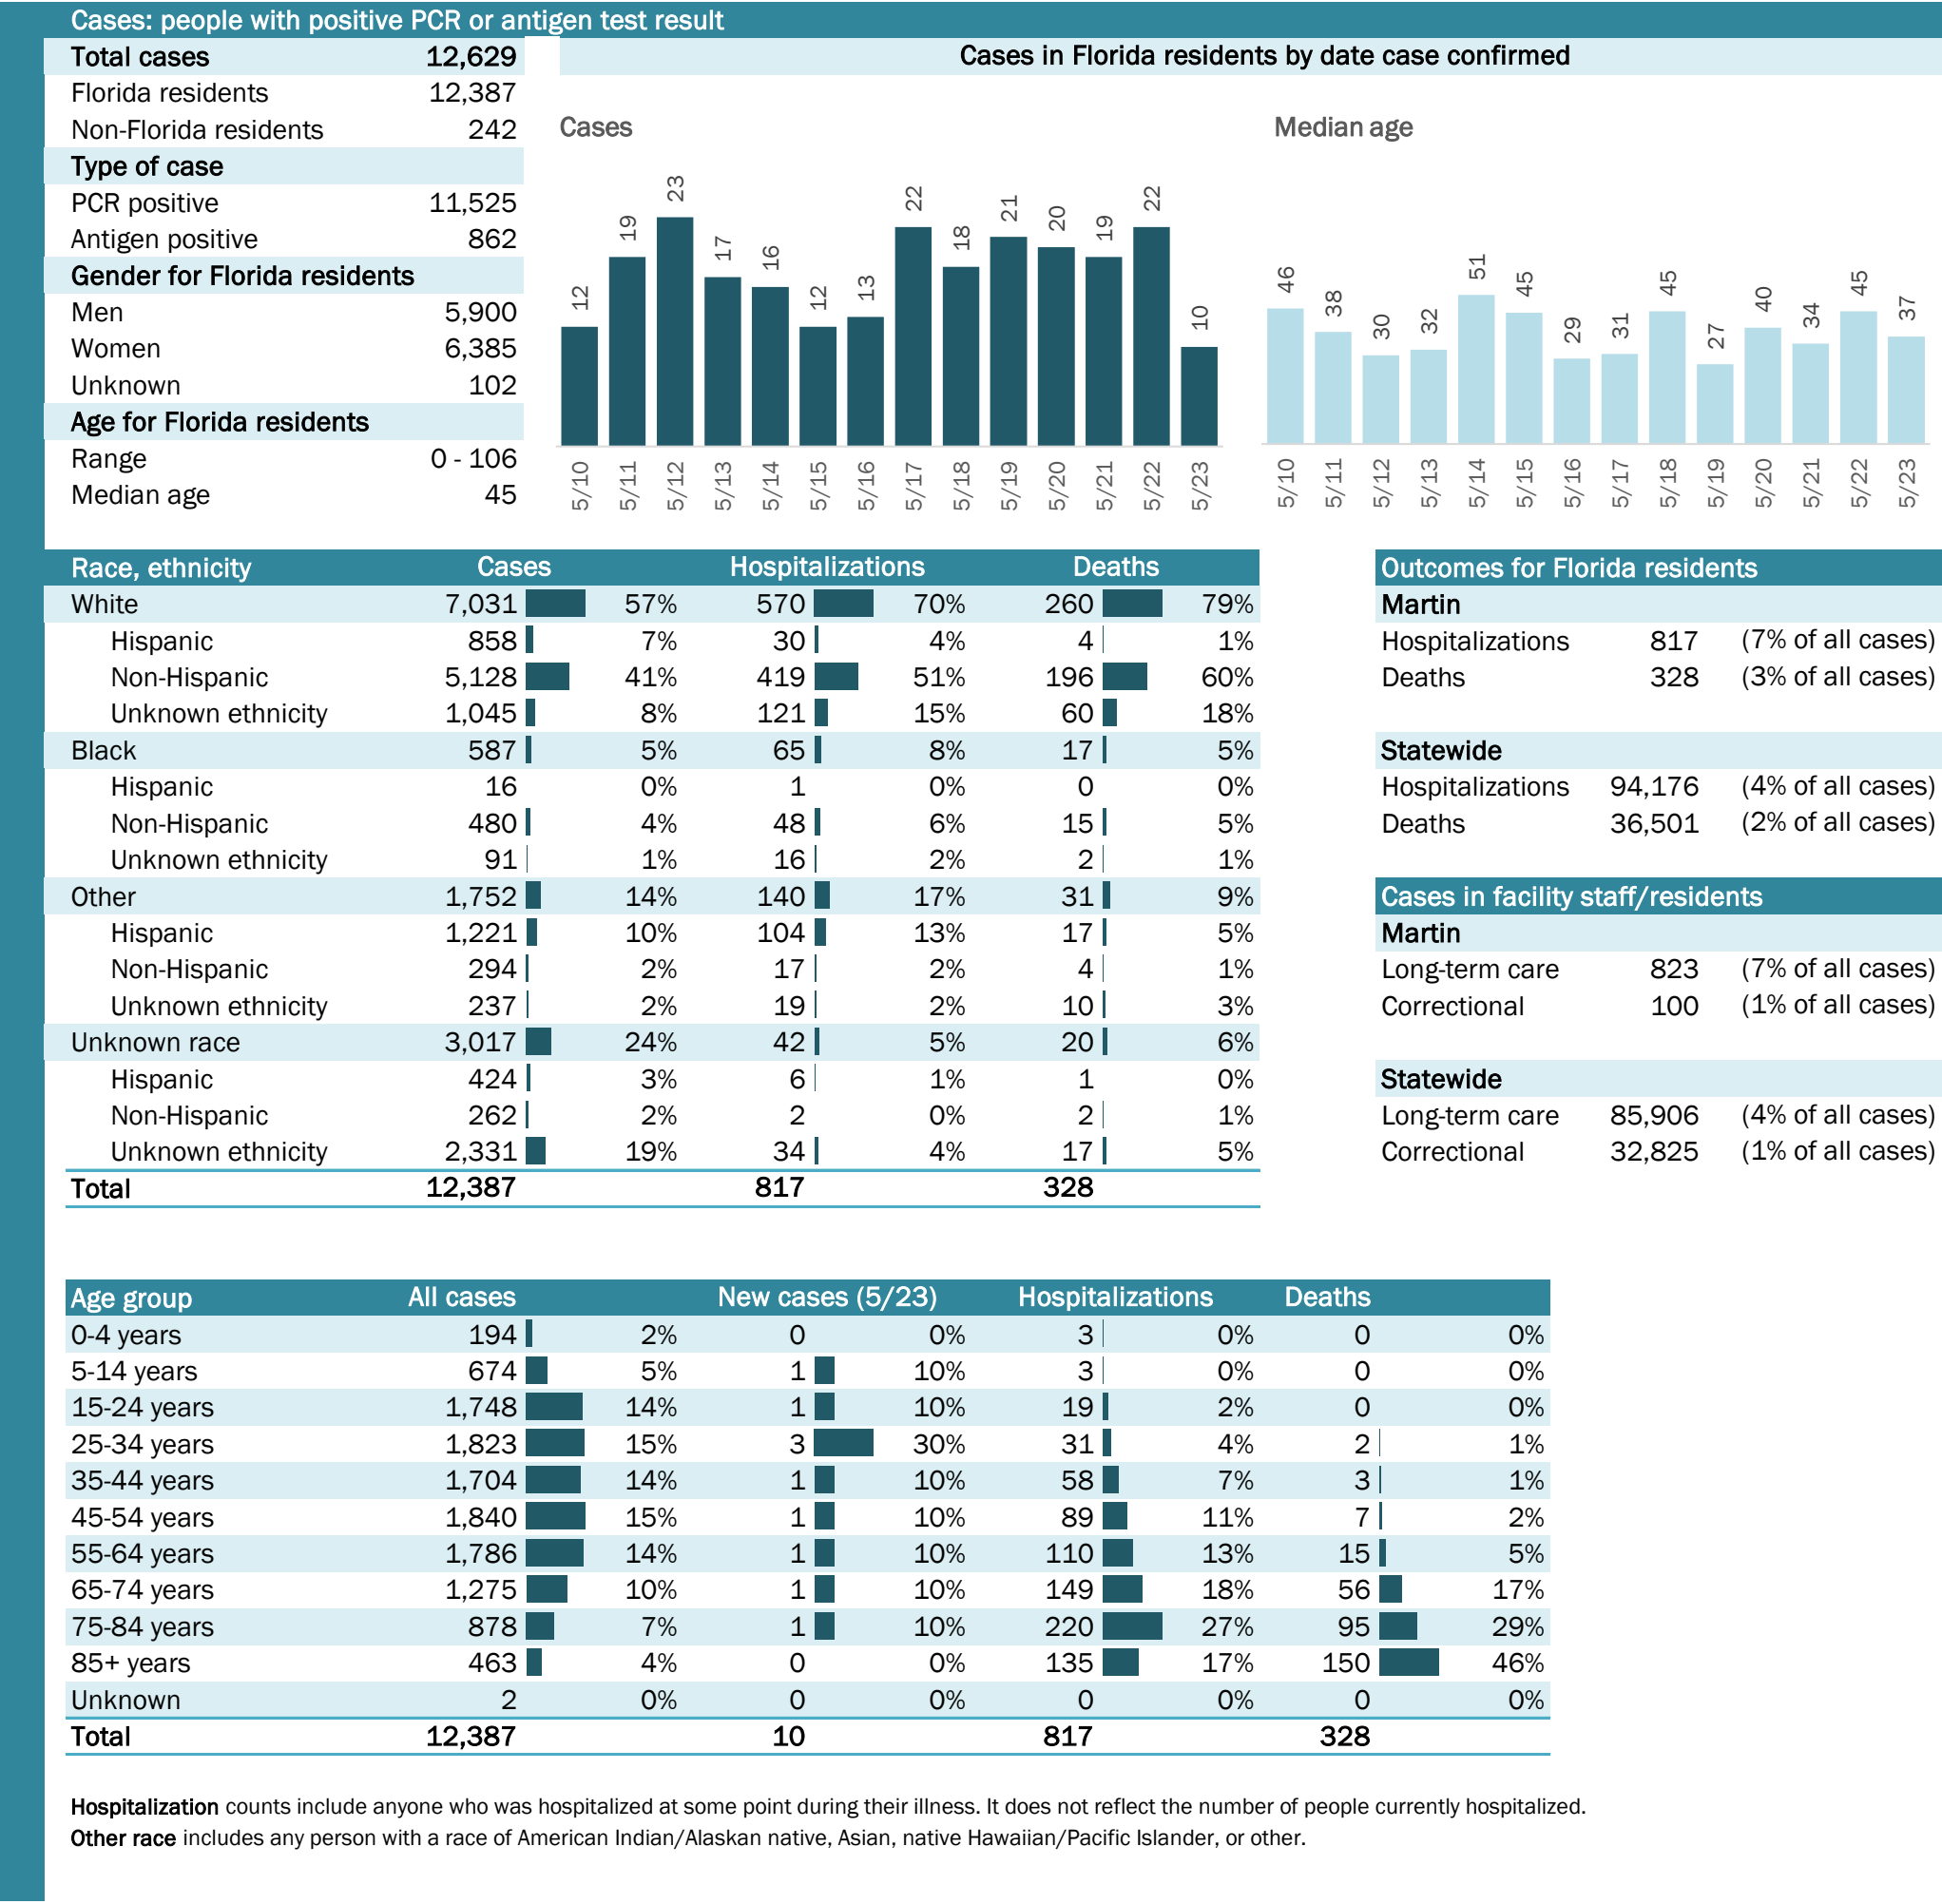 Cases: people with positive PCR or antigen test result
Total cases 12,629
Florida residents 12,387
Non-Florida residents 242
Type of case
PCR positive 11,525
Antigen positive 862
Gender for Florida residents
Men 5,900
Women 6,385
Unknown 102
Age for Florida residents
Range 0 - 106
Median age 45
Cases in Florida residents by date case confirmed
Cases
12 19 23 17 16 12 13 22 18 21 20 19 22 10
5/10 5/11 5/12 5/13 5/14 5/15 5/16 5/17 5/18 5/19 5/20 5/21 5/22 5/23
Median age
46 38 30 32 51 45 29 31 45 27 40 34 45 37
5/10 5/11 5/12 5/13 5/14 5/15 5/16 5/17 5/18 5/19 5/20 5/21 5/22 5/23
Race, ethnicity Cases Hospitalizations Deaths
White 7,031 57% 570 70% 260 79%
Hispanic 858 7% 30 4% 4 1%
Non-Hispanic 5,128 41% 419 51% 196 60%
Unknown ethnicity 1,045 8% 121 15% 60 18%
Black 587 5% 65 8% 17 5%
Hispanic 16 0% 1 0% 0 0%
Non-Hispanic 480 4% 48 6% 15 5%
Unknown ethnicity 91 1% 16 2% 2 1%
Other 1,752 14% 140 17% 31 9%
Hispanic 1,221 10% 104 13% 17 5%
Non-Hispanic 294 2% 17 2% 4 1%
Unknown ethnicity 237 2% 19 2% 10 3%
Unknown race 3,017 24% 42 5% 20 6%
Hispanic 424 3% 6 1% 1 0%
Non-Hispanic 262 2% 2 0% 2 1%
Unknown ethnicity 2,331 19% 34 4% 17 5%
Total 12,387 817 328
Outcomes for Florida residents
Martin
Hospitalizations 817 (7% of all cases)
Deaths 328 (3% of all cases)
Statewide
Hospitalizations 94,176 (4% of all cases)
Deaths 36,501 (2% of all cases)
Cases in facility staff/residents
Martin
Long-term care 823 (7% of all cases)
Correctional 100 (1% of all cases)
Statewide
Long-term care 85,906 (4% of all cases)
Correctional 32,825 (1% of all cases)
Age group All cases New cases (5/23) Hospitalizations Deaths
0-4 years 194 2% 0 0% 3 0% 0 0%
5-14 years 674 5% 1 10% 3 0% 0 0%
15-24 years 1,748 14% 1 10% 19 2% 0 0%
25-34 years 1,823 15% 3 30% 31 4% 2 1%
35-44 years 1,704 14% 1 10% 58 7% 3 1%
45-54 years 1,840 15% 1 10% 89 11% 7 2%
55-64 years 1,786 14% 1 10% 110 13% 15 5%
65-74 years 1,275 10% 1 10% 149 18% 56 17%
75-84 years 878 7% 1 10% 220 27% 95 29%
85+ years 463 4% 0 0% 135 17% 150 46%
Unknown 2 0% 0 0% 0 0% 0 0%
Total 12,387 10 817 328
Hospitalization counts include anyone who was hospitalized at some point during their illness. It does not reflect the number of people currently hospitalized.
Other race includes any person with a race of American Indian/Alaskan native, Asian, native Hawaiian/Pacific Islander, or other.